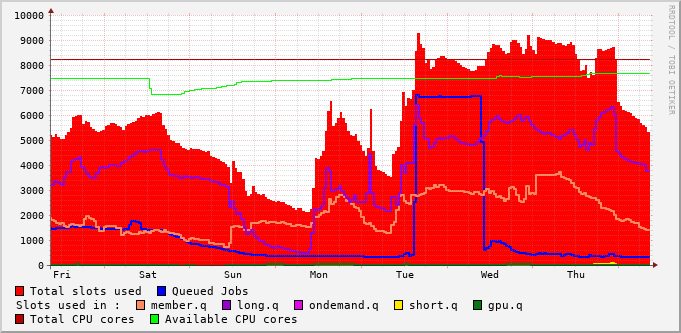 10000
9000
8000
7000
6000
5000
4000
3000
2000
1000
0
Fri Sat Sun Mon Tue Wed Thu
RRDTOOL / TOBI OETIKER
Total slots used Queued Jobs
Slots used in : member.q long.q ondemand.q short.q gpu.q
Total CPU cores Available CPU cores